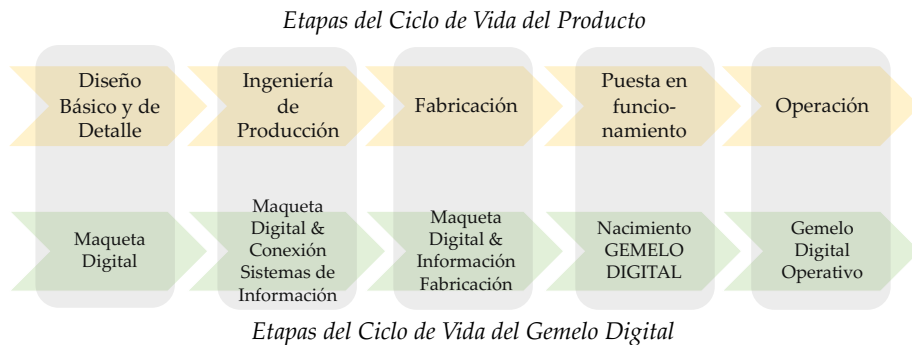 Etapas del Ciclo de Vida del Producto
Diseño
Básico y de
Detalle
Ingeniería
de
Producción
Fabricación
Puesta en
funcio-
namiento
Operación
Maqueta
Digital
Maqueta
Digital &
Conexión
Sistemas de
Información
Maqueta
Digital &
Información
Fabricación
Nacimiento
GEMELO
DIGITAL
Gemelo
Digital
Operativo
Etapas del Ciclo de Vida del Gemelo Digital